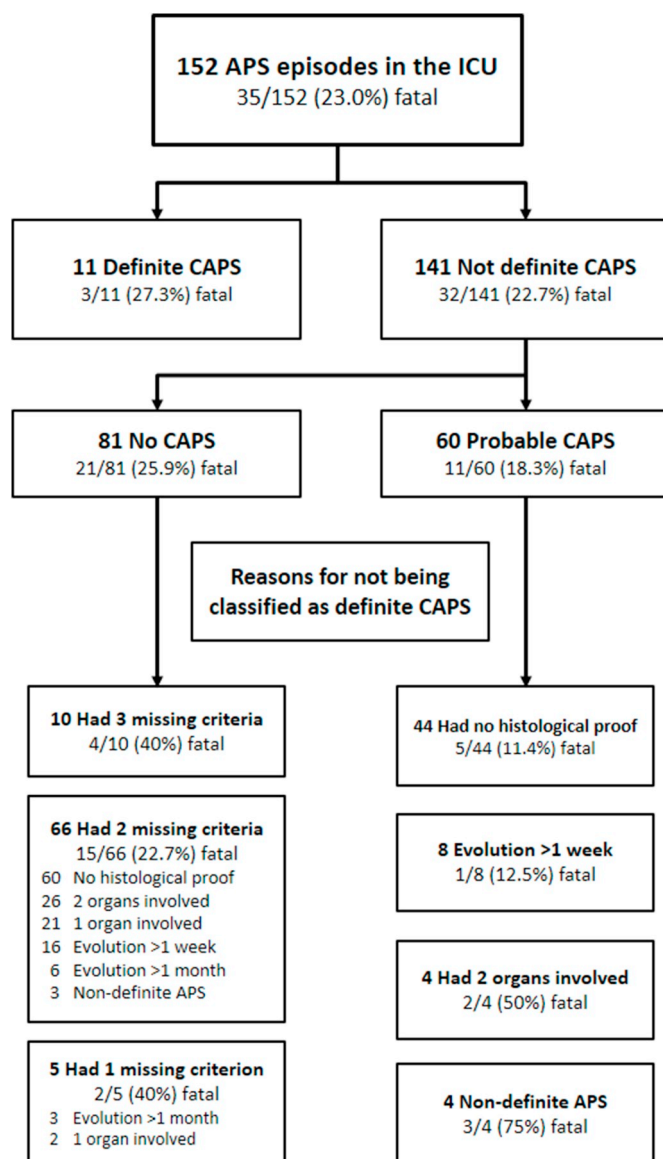 152 APS episodes in the ICU
35/152 (23.0%) fatal
11 Definite CAPS
3/11 (27.3%) fatal
141 Not definite CAPS
32/141 (22.7%) fatal
81 No CAPS
21/81 (25.9%) fatal
60 Probable CAPS
11/60 (18.3%) fatal
Reasons for not being
classified as definite CAPS
10 Had 3 missing criteria
4/10 (40%) fatal
66 Had 2 missing criteria
15/66 (22.7%) fatal
60 No histological proof
26 2 organs involved
21 1 organ involved
16 Evolution >1 week
6 Evolution >1 month
3 Non-definite APS
5 Had 1 missing criterion
2/5 (40%) fatal
3 Evolution >1 month
2 1 organ involved
44 Had no histological proof
5/44 (11.4%) fatal
8 Evolution >1 week
1/8 (12.5%) fatal
4 Had 2 organs involved
2/4 (50%) fatal
4 Non-definite APS
3/4 (75%) fatal